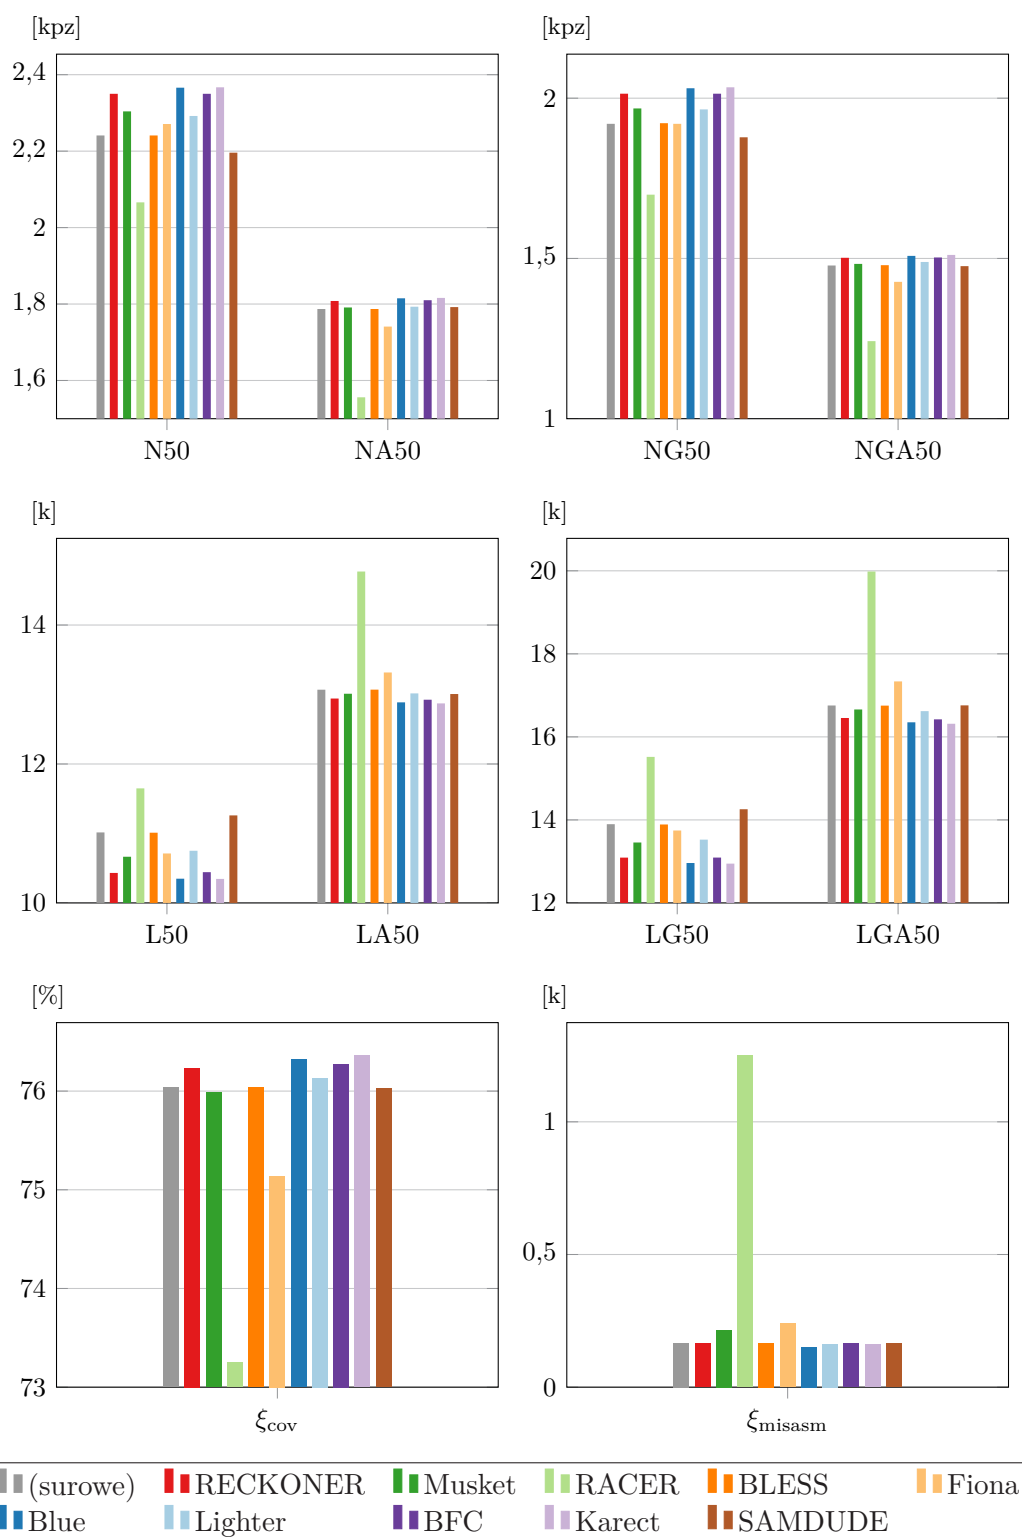 [kpz] [kpz]
2,4
2,2
2
1,8
1,6
N50 NA50
2
1,5
1
NG50 NGA50
[k] [k]
14
12
10
L50 LA50
20
18
16
14
12
LG50 LGA50
[%] [k]
76
75
74
73
ξcov
1
0,5
0
ξmisasm
(surowe) RECKONER Musket RACER BLESS Fiona
Blue Lighter BFC Karect SAMDUDE